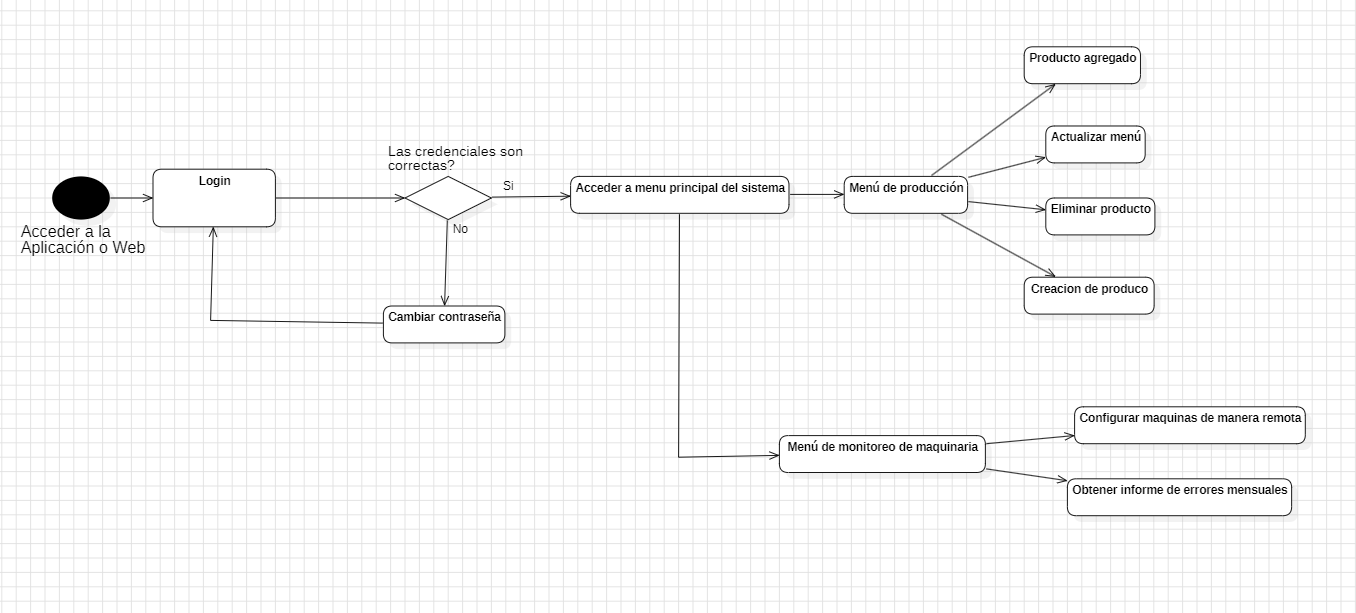 Acceder a la
Aplicación o Web
Login
Las credenciales son
correctas?
Si
No
Cambiar contraseña
Acceder a menu principal del sistema
Menú de producción
Producto agregado
Actualizar menú
Eliminar producto
Creacion de produco
Menú de monitoreo de maquinaria
Configurar maquinas de manera remota
Obtener informe de errores mensuales